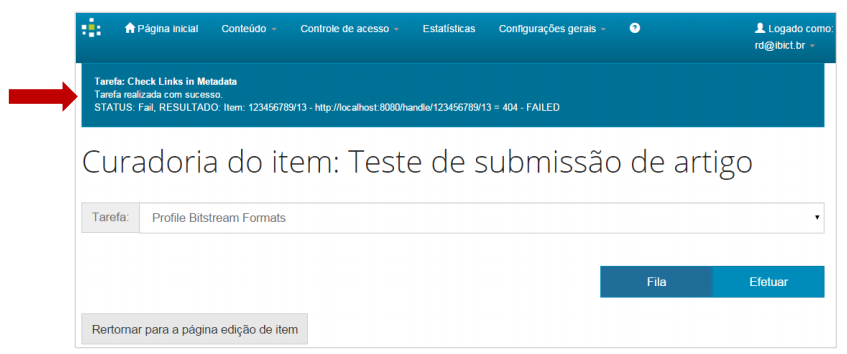 Página inicial Conteúdo Controle de acesso Estatísticas Configurações gerais ? Logado como:
rd@ibict.br
Tarefa: Check Links in Metadata
Tarefa realizada com sucesso.
STATUS: Fail, RESULTADO: Item: 123456789/13 - http://localhost:8080/handle/123456789/13 = 404 - FAILED
Curadoria do item: Teste de submissão de artigo
Tarefa: Profile Bitstream Formats
Fila Efetuar
Rertornar para a página edição de item